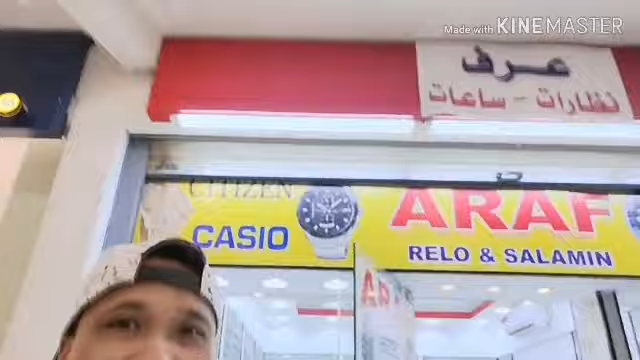 Made with KINEMASTER
عرف
نظارات - ساعات
CITIZEN
CASIO
ARAF
RELO & SALAMIN